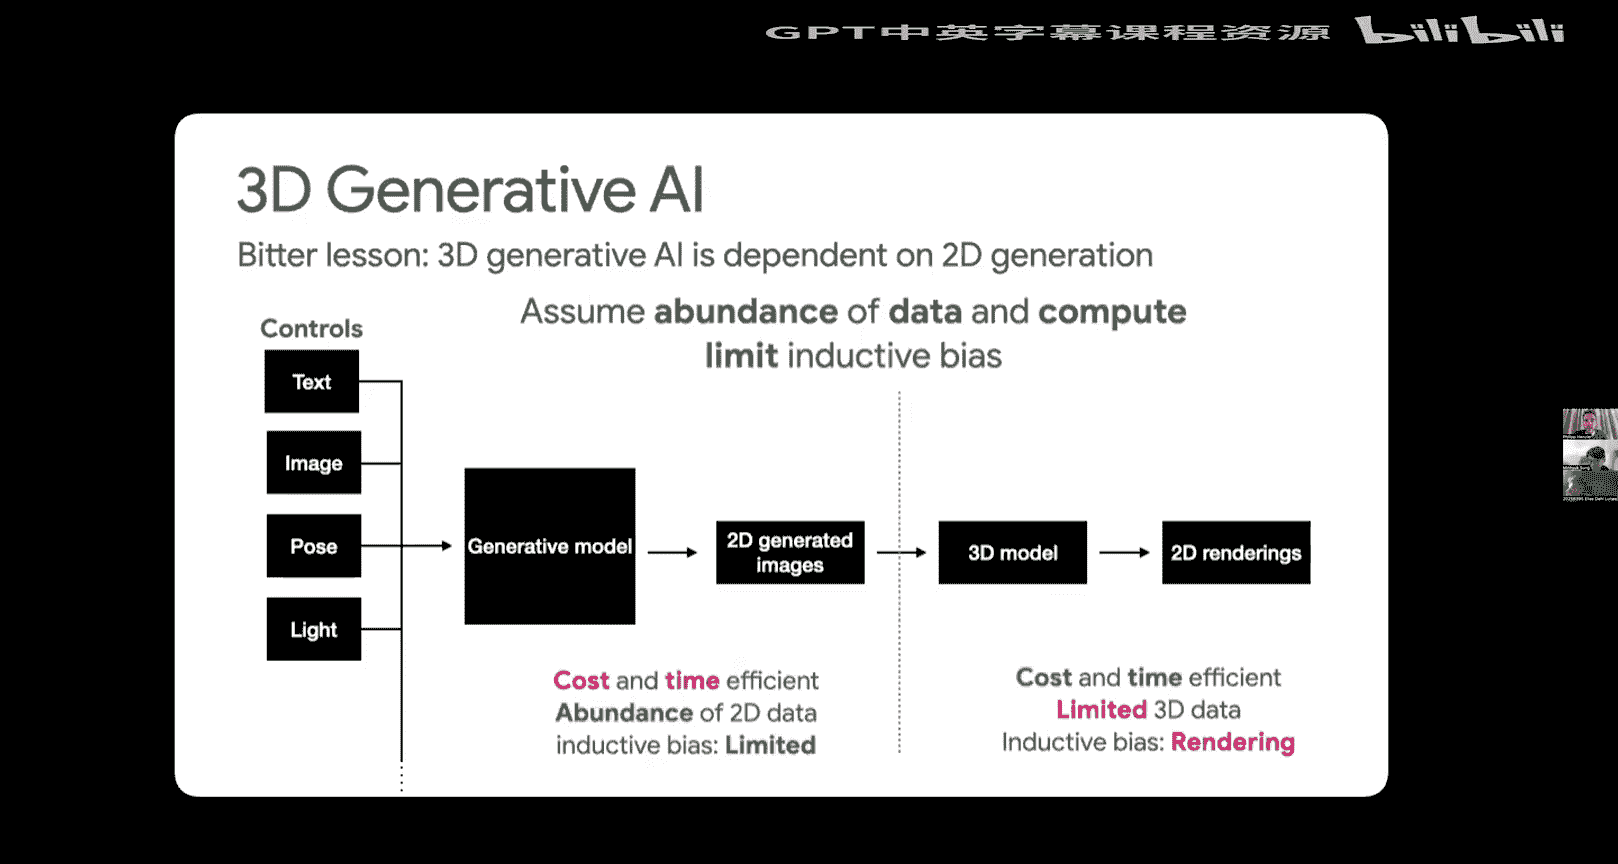 GPT中英字幕课程资源 bilibili
3D Generative AI
Bitter lesson: 3D generative AI is dependent on 2D generation
Assume abundance of data and compute
limit inductive bias
Controls
Text
Image
Pose
Light
Generative model
2D generated
images
3D model
2D renderings
Cost and time efficient
Abundance of 2D data
inductive bias: Limited
Cost and time efficient
Limited 3D data
Inductive bias: Rendering